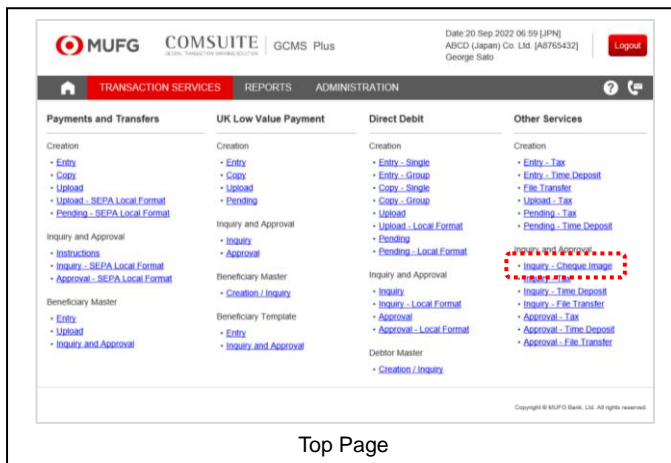 MUFG COMSUITE GCMS Plus
GLOBAL TRANSACTION BANKING SOLUTION
Date:20 Sep 2022 06:59 [JPN]
ABCD (Japan) Co. Ltd. [A8765432]
George Sato
Logout
TRANSACTION SERVICES REPORTS ADMINISTRATION
Payments and Transfers
Creation
・Entry
・Copy
・Upload
・Upload - SEPA Local Format
・Pending - SEPA Local Format
Inquiry and Approval
・Instructions
・Inquiry - SEPA Local Format
・Approval - SEPA Local Format
Beneficiary Master
・Entry
・Upload
・Inquiry and Approval
UK Low Value Payment
Creation
・Entry
・Copy
・Upload
・Pending
Inquiry and Approval
・Inquiry
・Approval
Beneficiary Master
・Creation / Inquiry
Beneficiary Template
・Entry
・Inquiry and Approval
Direct Debit
Creation
・Entry - Single
・Entry - Group
・Copy - Single
・Copy - Group
・Upload
・Upload - Local Format
・Pending
・Pending - Local Format
Inquiry and Approval
・Inquiry
・Inquiry - Local Format
・Approval
・Approval - Local Format
Debtor Master
・Creation / Inquiry
Other Services
Creation
・Entry - Tax
・Entry - Time Deposit
・File Transfer
・Upload - Tax
・Pending - Tax
・Pending - Time Deposit
Inquiry and Approval
・Inquiry - Cheque Image
・Inquiry - Tax
・Inquiry - Time Deposit
・Inquiry - File Transfer
・Approval - Tax
・Approval - Time Deposit
・Approval - File Transfer
Copyright © MUFG Bank, Ltd. All rights reserved.
Top Page